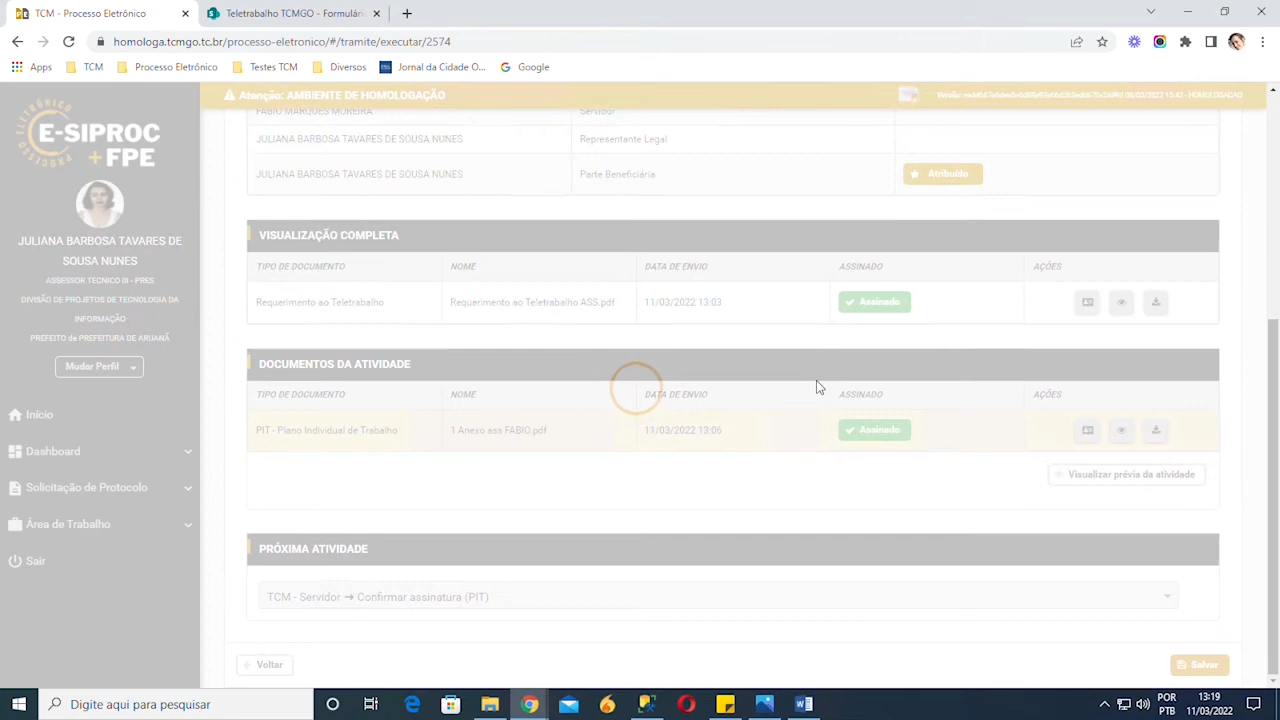 TCM - Processo Eletrônico
Teletrabalho TCMGO - Formulári
homologa.tcmgo.tc.br/processo-eletronico/#/tramite/executar/2574
Apps TCM Processo Eletrônico Testes TCM Diversos Jornal da Cidade O... Google
Atenção: AMBIENTE DE HOMOLOGAÇÃO
ELETRÔNICO
E-SIPROC
+FPE
PROCESSO
JULIANA BARBOSA TAVARES DE
SOUSA NUNES
ASSESSOR TECNICO III - PRES
DIVISÃO DE PROJETOS DE TECNOLOGIA DA
INFORMAÇÃO
PREFEITO de PREFEITURA DE ARUANÃ
Mudar Perfil
Início
Dashboard
Solicitação de Protocolo
Área de Trabalho
Sair
FABIO MARQUES MOREIRA Servidor
JULIANA BARBOSA TAVARES DE SOUSA NUNES Representante Legal
JULIANA BARBOSA TAVARES DE SOUSA NUNES Parte Beneficiária Atribuído
VISUALIZAÇÃO COMPLETA
TIPO DE DOCUMENTO NOME DATA DE ENVIO ASSINADO AÇÕES
Requerimento ao Teletrabalho Requerimento ao Teletrabalho ASS.pdf 11/03/2022 13:03 Assinado
DOCUMENTOS DA ATIVIDADE
TIPO DE DOCUMENTO NOME DATA DE ENVIO ASSINADO AÇÕES
PIT - Plano Individual de Trabalho 1 Anexo ass FABIO.pdf 11/03/2022 13:06 Assinado
Visualizar prévia da atividade
PRÓXIMA ATIVIDADE
TCM - Servidor ➔ Confirmar assinatura (PIT)
Voltar
Salvar
Digite aqui para pesquisar
POR
PTB
13:19
11/03/2022